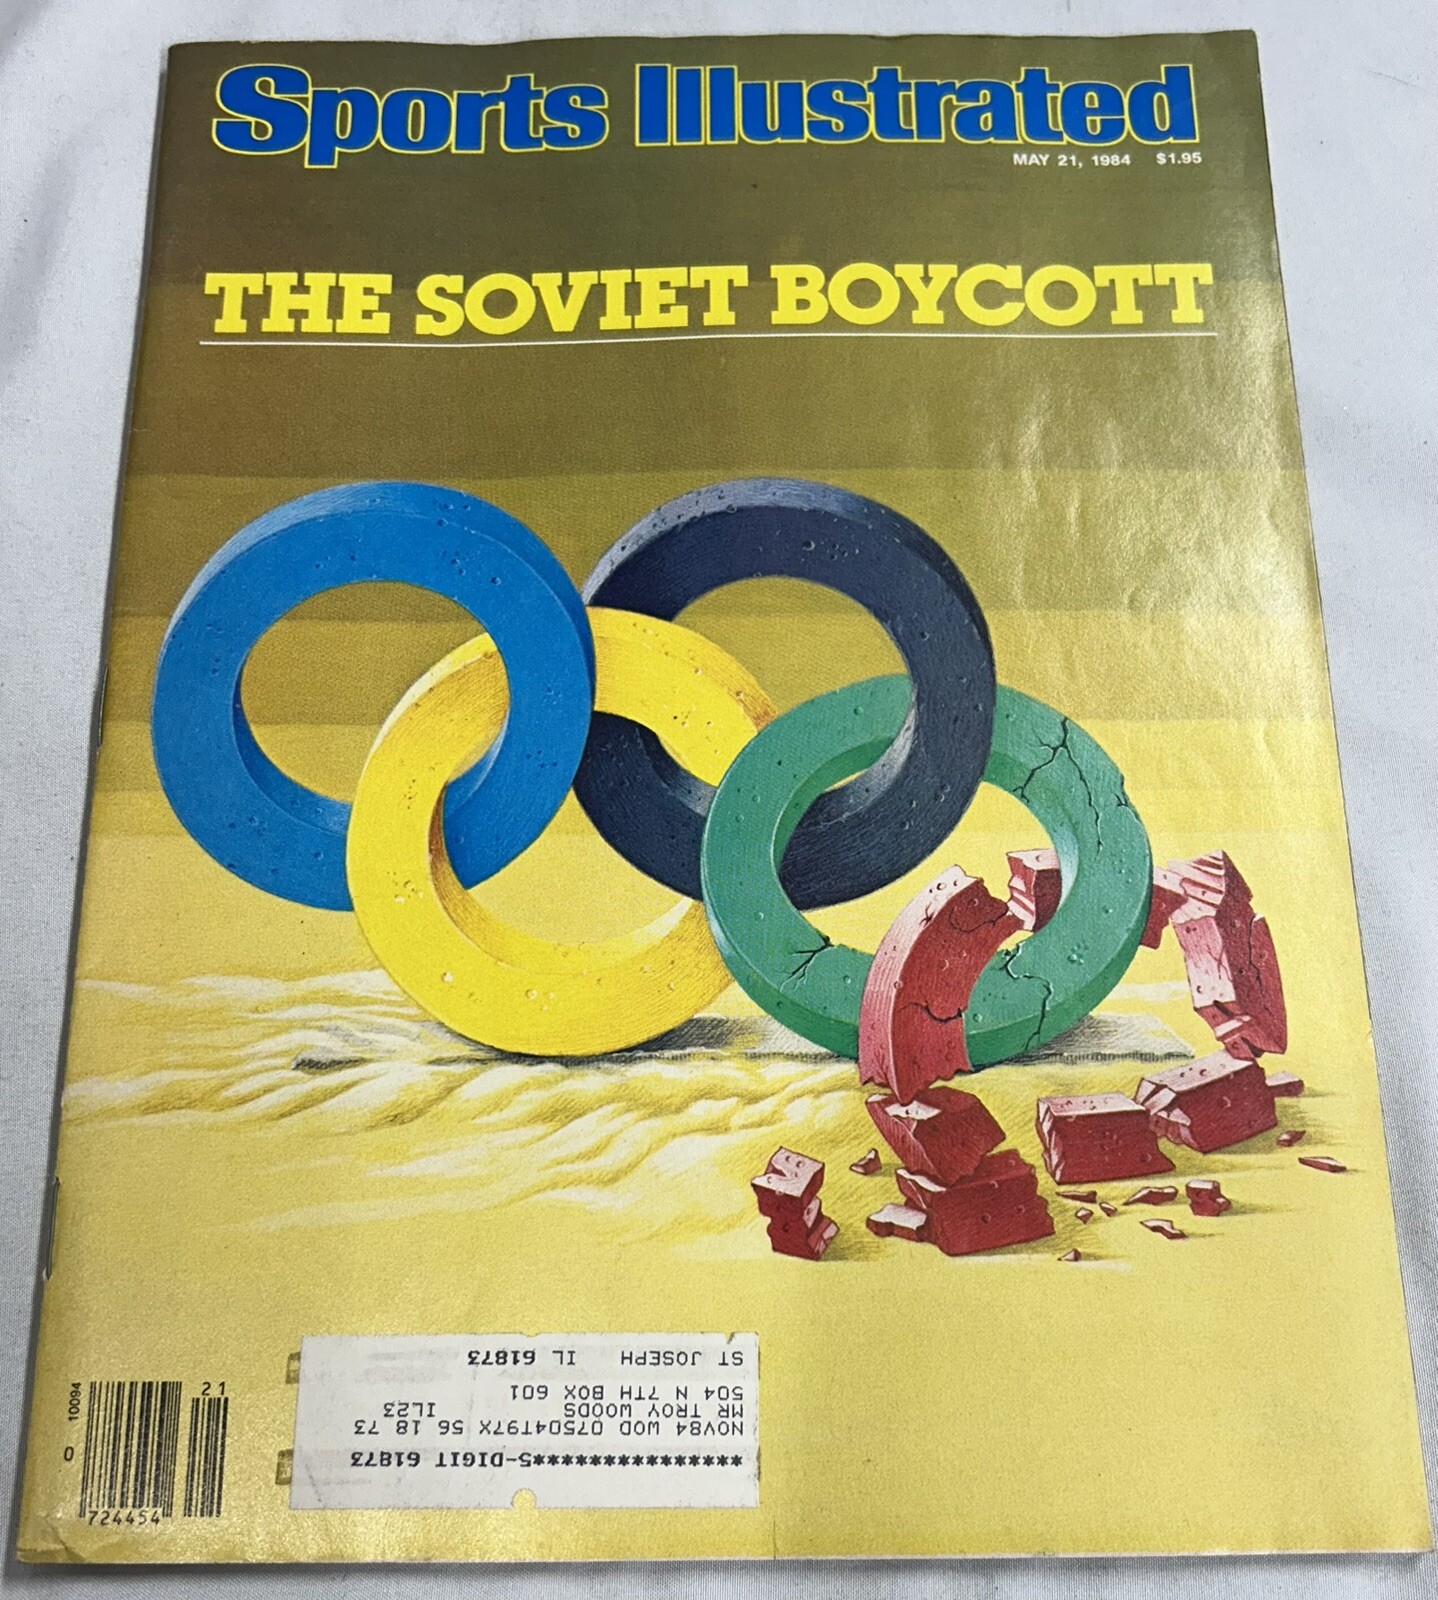 Sports Illustrated
MAY 21, 1984 $1.95
THE SOVIET BOYCOTT
*****************5-DIGIT 61873
NOV84 WOD 07504T97X 56 18 73
MR TROY WOODS IL23
504 N 7TH BOX 601
ST JOSEPH IL 61873
10094
21
0
724454